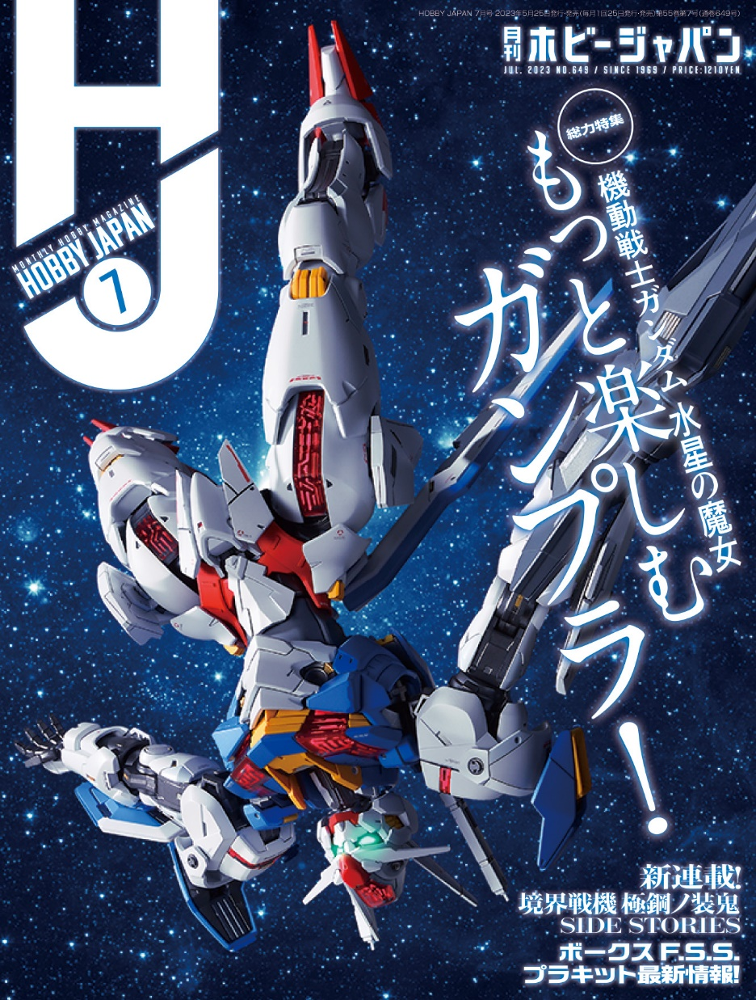 HOBBY JAPAN 7月号 2023年5月25日発行・発売(毎月1回25日発行・発売)第55巻第7号(通巻649号)
月刊
ホビージャパン
JUL. 2023 NO.649 / SINCE 1969 / PRICE:1210YEN
HJ
MONTHLY HOBBY MAGAZINE
HOBBY JAPAN
7
総力特集
機動戦士ガンダム 水星の魔女
もっと楽しむ
ガンプラ!
新連載!
境界戦機 極鋼ノ装鬼
SIDE STORIES
ボークス F.S.S.
プラキット最新情報!